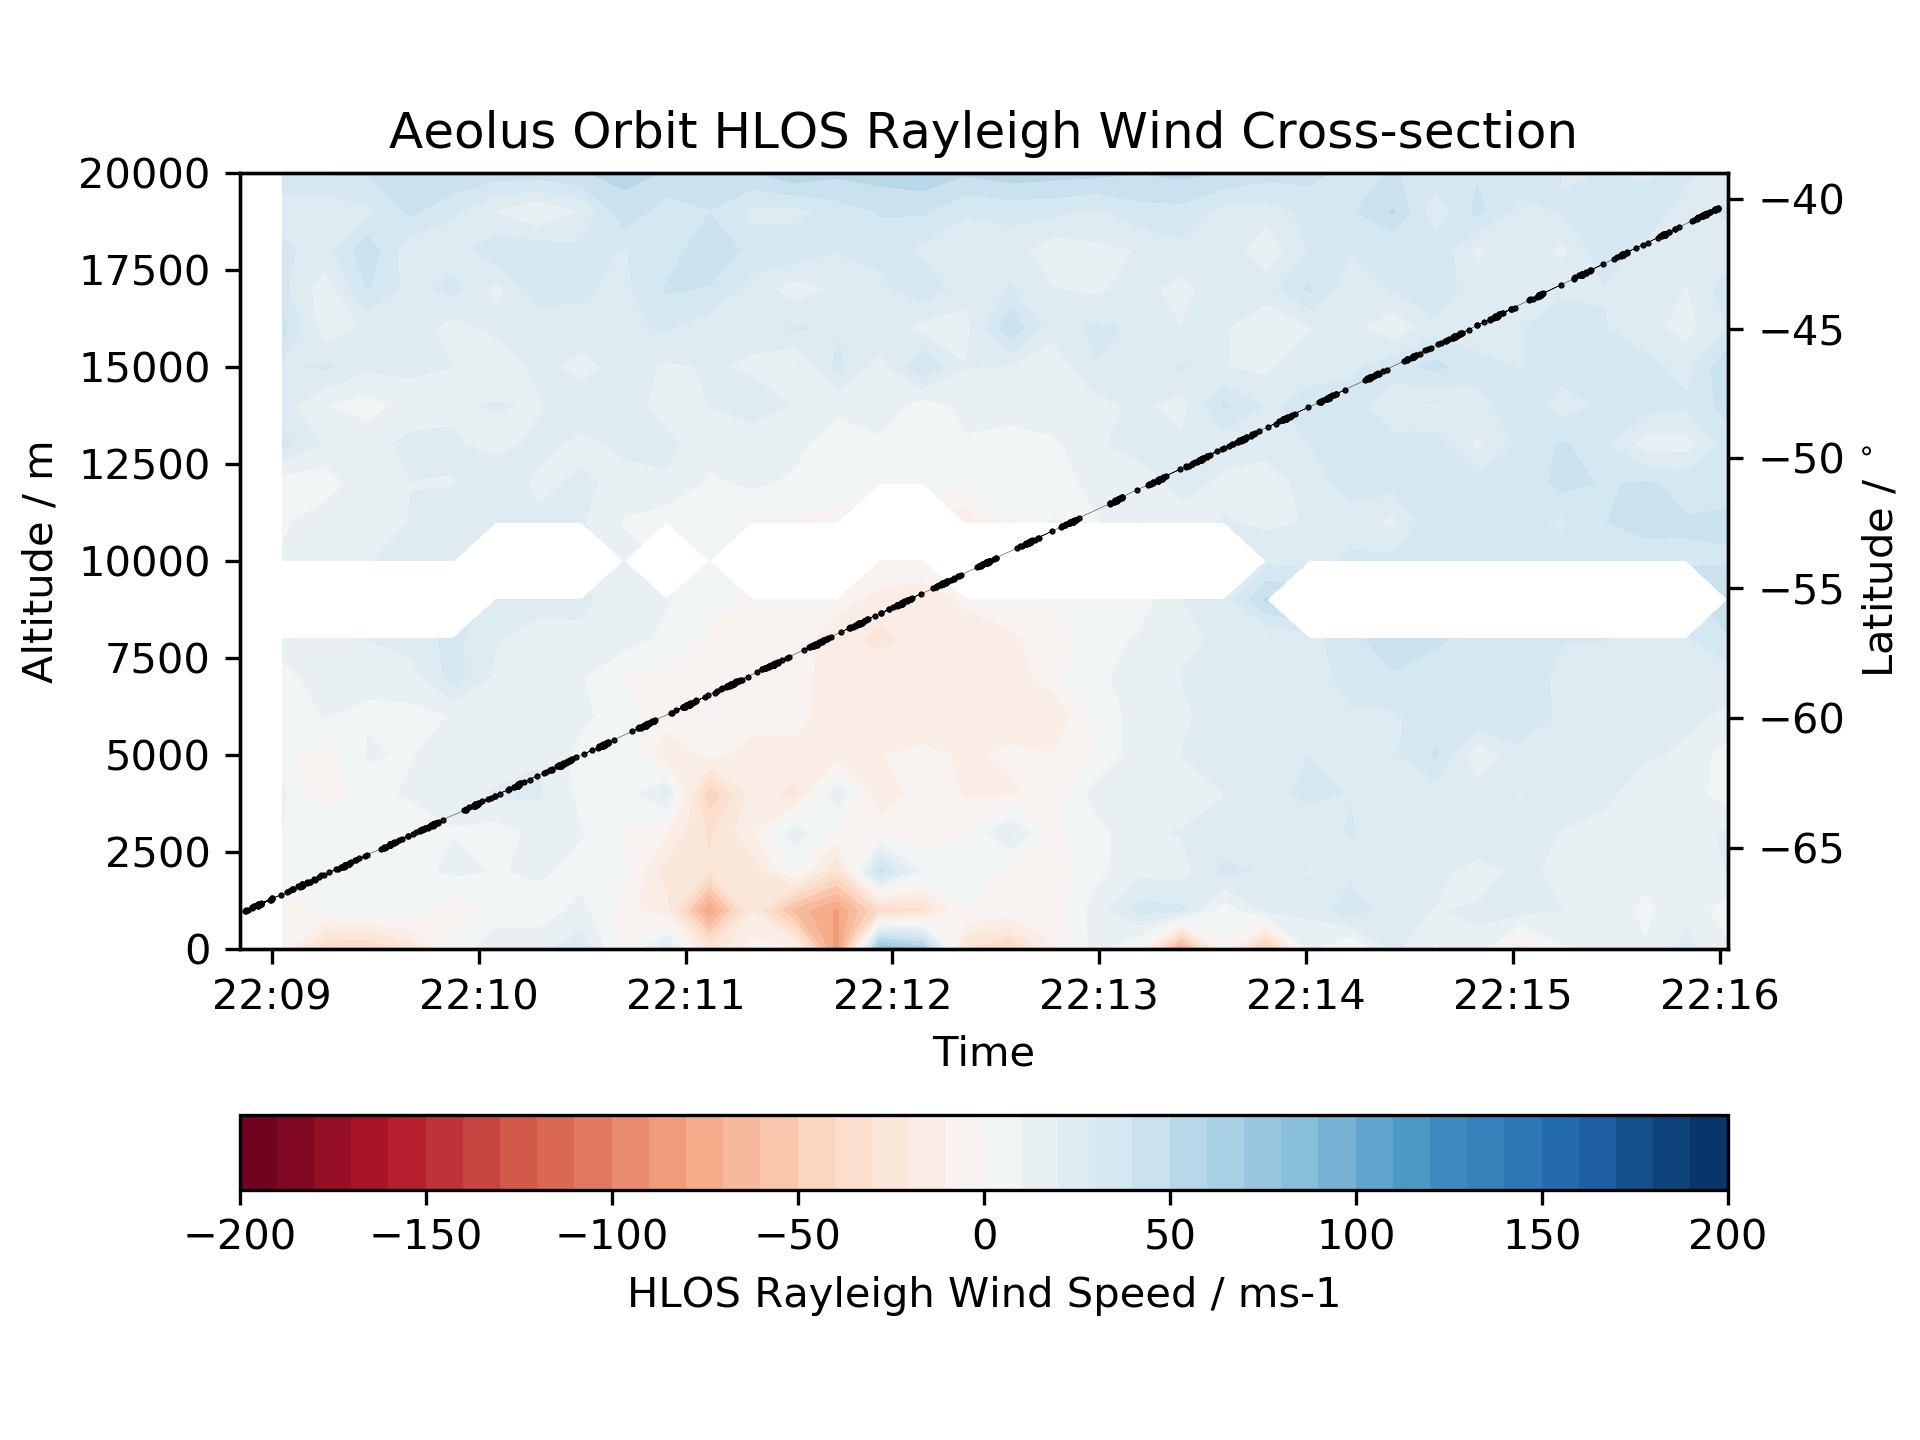 Aeolus Orbit HLOS Rayleigh Wind Cross-section
20000
17500
15000
12500
10000
7500
5000
2500
0
Altitude / m
−40
−45
−50
−55
−60
−65
Latitude / °
22:09 22:10 22:11 22:12 22:13 22:14 22:15 22:16
Time
−200 −150 −100 −50 0 50 100 150 200
HLOS Rayleigh Wind Speed / ms-1